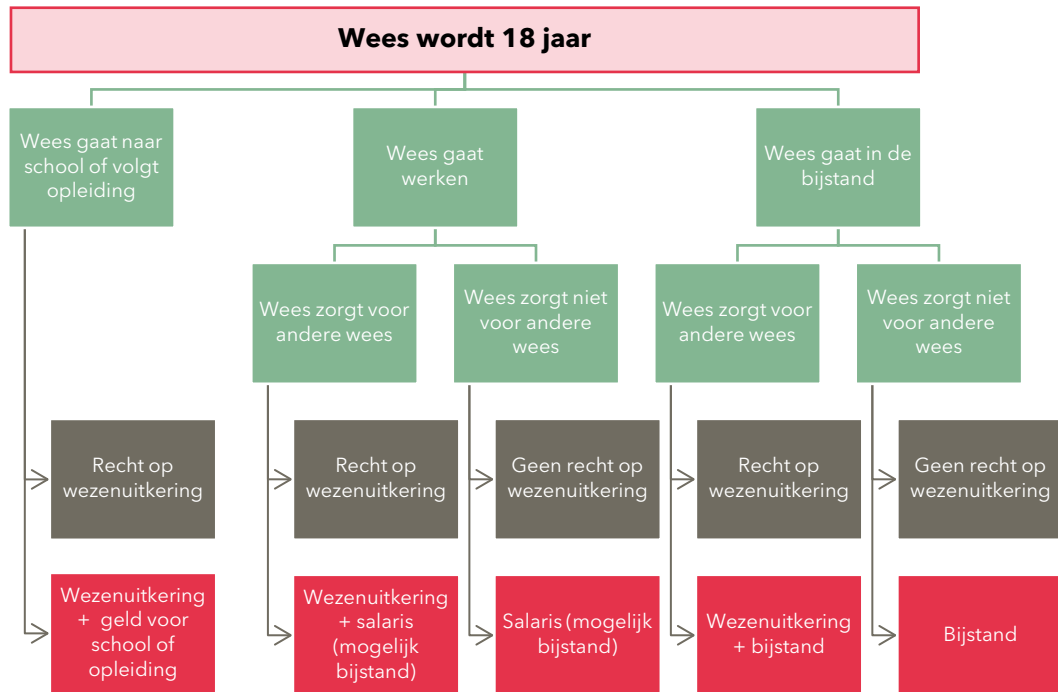 Wees wordt 18 jaar
Wees gaat naar
school of volgt
opleiding
Wees gaat
werken
Wees gaat in de
bijstand
Wees zorgt voor
andere wees
Wees zorgt niet
voor andere
wees
Wees zorgt voor
andere wees
Wees zorgt niet
voor andere
wees
Recht op
wezenuitkering
Recht op
wezenuitkering
Geen recht op
wezenuitkering
Recht op
wezenuitkering
Geen recht op
wezenuitkering
Wezenuitkering
+ geld voor
school of
opleiding
Wezenuitkering
+ salaris
(mogelijk
bijstand)
Salaris (mogelijk
bijstand)
Wezenuitkering
+ bijstand
Bijstand